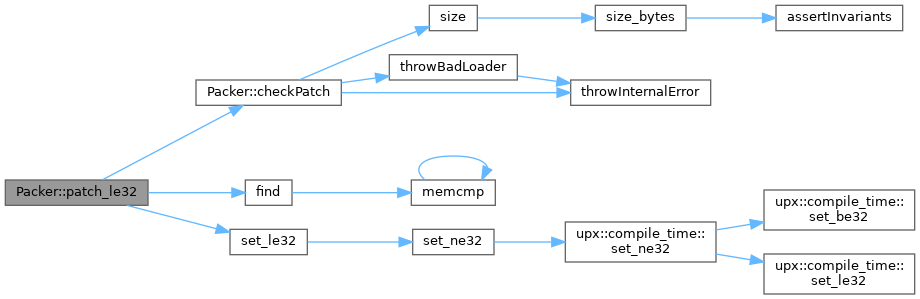 size
size_bytes
assertInvariants
throwBadLoader
Packer::checkPatch
throwInternalError
Packer::patch_le32
find
memcmp
set_le32
set_ne32
upx::compile_time::
set_ne32
upx::compile_time::
set_be32
upx::compile_time::
set_le32